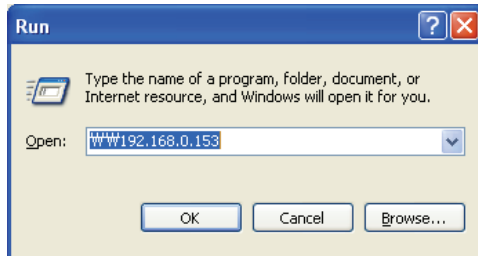 Run
Type the name of a program, folder, document, or
Internet resource, and Windows will open it for you.
Open: ₩₩192.168.0.153
OK Cancel Browse...